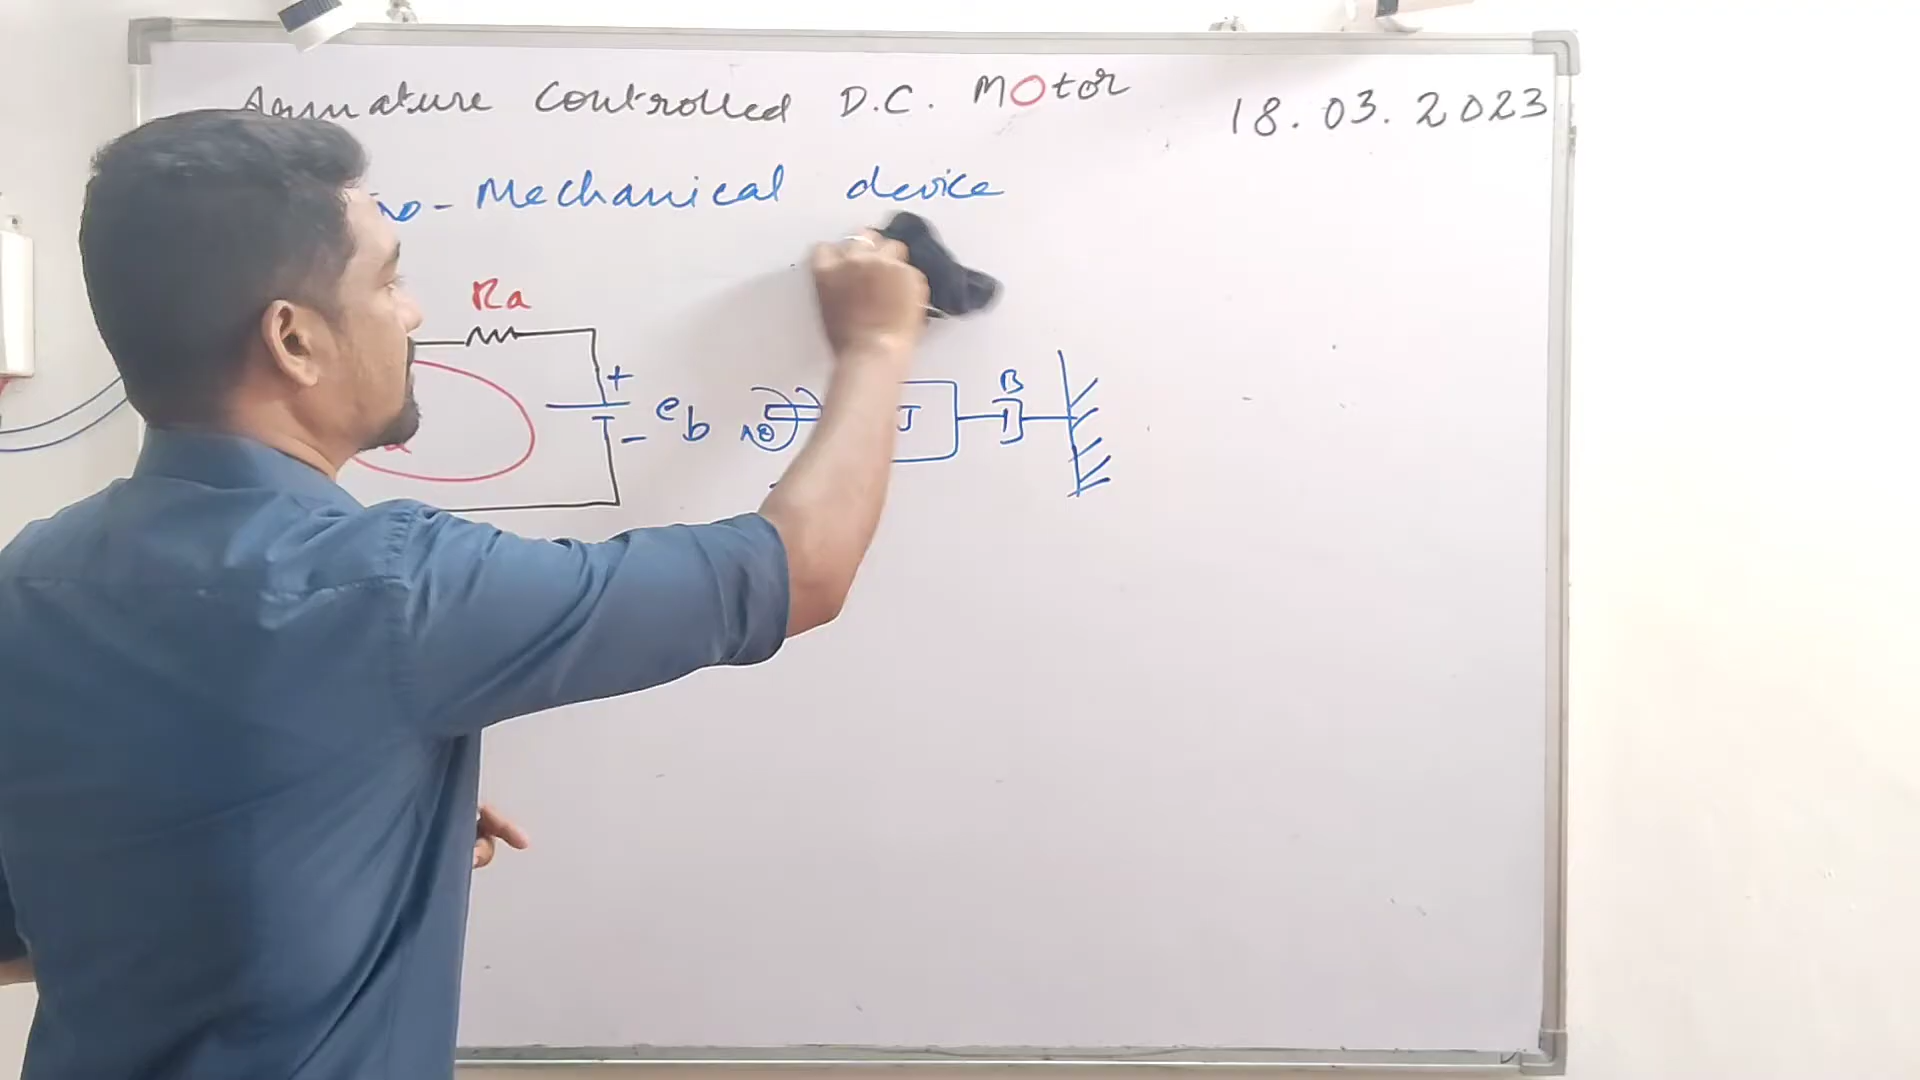 Armature Controlled D.C. Motor
18.03.2023
Mechanical device
Ra
+
eb
-
J
B